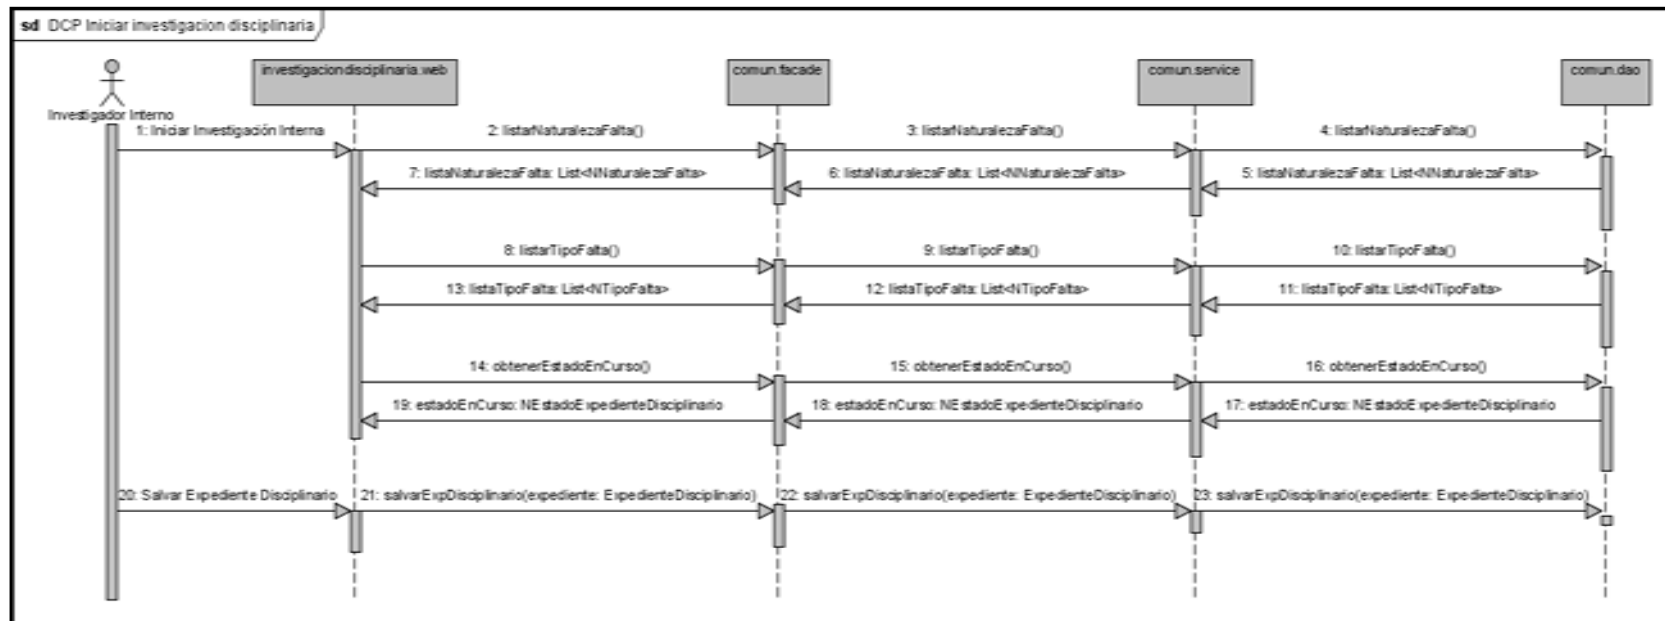 sd DCP Iniciar investigacion disciplinaria
investigaciondisciplinaria.web
comun.facade
comun.service
comun.dao
Investigador Interno
1: Iniciar Investigación Interna
2: listarNaturalezaFalta()
3: listarNaturalezaFalta()
4: listarNaturalezaFalta()
7: listaNaturalezaFalta: List<NNaturalezaFalta>
6: listaNaturalezaFalta: List<NNaturalezaFalta>
5: listaNaturalezaFalta: List<NNaturalezaFalta>
8: listarTipoFalta()
9: listarTipoFalta()
10: listarTipoFalta()
13: listaTipoFalta: List<NTipoFalta>
12: listaTipoFalta: List<NTipoFalta>
11: listaTipoFalta: List<NTipoFalta>
14: obtenerEstadoEnCurso()
15: obtenerEstadoEnCurso()
16: obtenerEstadoEnCurso()
19: estadoEnCurso: NEstadoExpedienteDisciplinario
18: estadoEnCurso: NEstadoExpedienteDisciplinario
17: estadoEnCurso: NEstadoExpedienteDisciplinario
20: Salvar Expediente Disciplinario
21: salvarExpDisciplinario(expediente: ExpedienteDisciplinario)
22: salvarExpDisciplinario(expediente: ExpedienteDisciplinario)
23: salvarExpDisciplinario(expediente: ExpedienteDisciplinario)